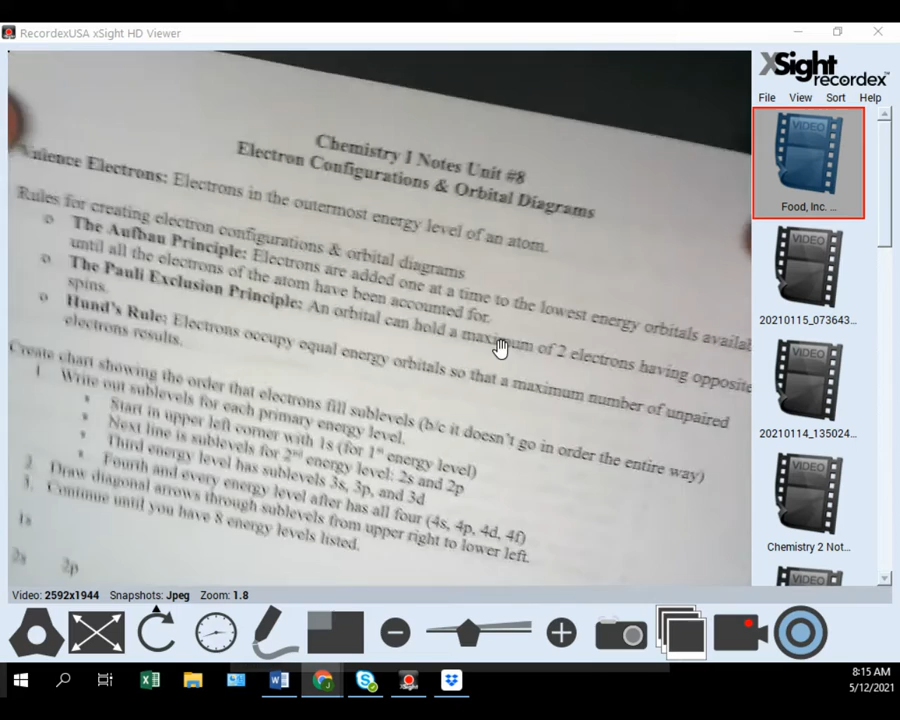 RecordexUSA xSight HD Viewer
XSight
recordex
File View Sort Help
Chemistry I Notes Unit #8
Electron Configurations & Orbital Diagrams
Valence Electrons: Electrons in the outermost energy level of an atom.
Rules for creating electron configurations & orbital diagrams
o The Aufbau Principle: Electrons are added one at a time to the lowest energy orbitals availab
until all the electrons of the atom have been accounted for.
o The Pauli Exclusion Principle: An orbital can hold a maximum of 2 electrons having opposite
spins.
o Hund's Rule: Electrons occupy equal energy orbitals so that a maximum number of unpaired
electrons results.
Create chart showing the order that electrons fill sublevels (b/c it doesn't go in order the entire way)
1. Write out sublevels for each primary energy level.
Start in upper left corner with 1s (for 1st energy level)
Next line is sublevels for 2nd energy level: 2s and 2p
Third energy level has sublevels 3s, 3p, and 3d
Fourth and every energy level after has all four (4s, 4p, 4d, 4f)
2. Draw diagonal arrows through sublevels from upper right to lower left.
3. Continue until you have 8 energy levels listed.
1s
2s 2p
VIDEO
Food, Inc. ...
VIDEO
20210115_073643...
VIDEO
20210114_135024...
VIDEO
Chemistry 2 Not...
VIDEO
Video: 2592x1944 Snapshots: Jpeg Zoom: 1.8
8:15 AM
5/12/2021